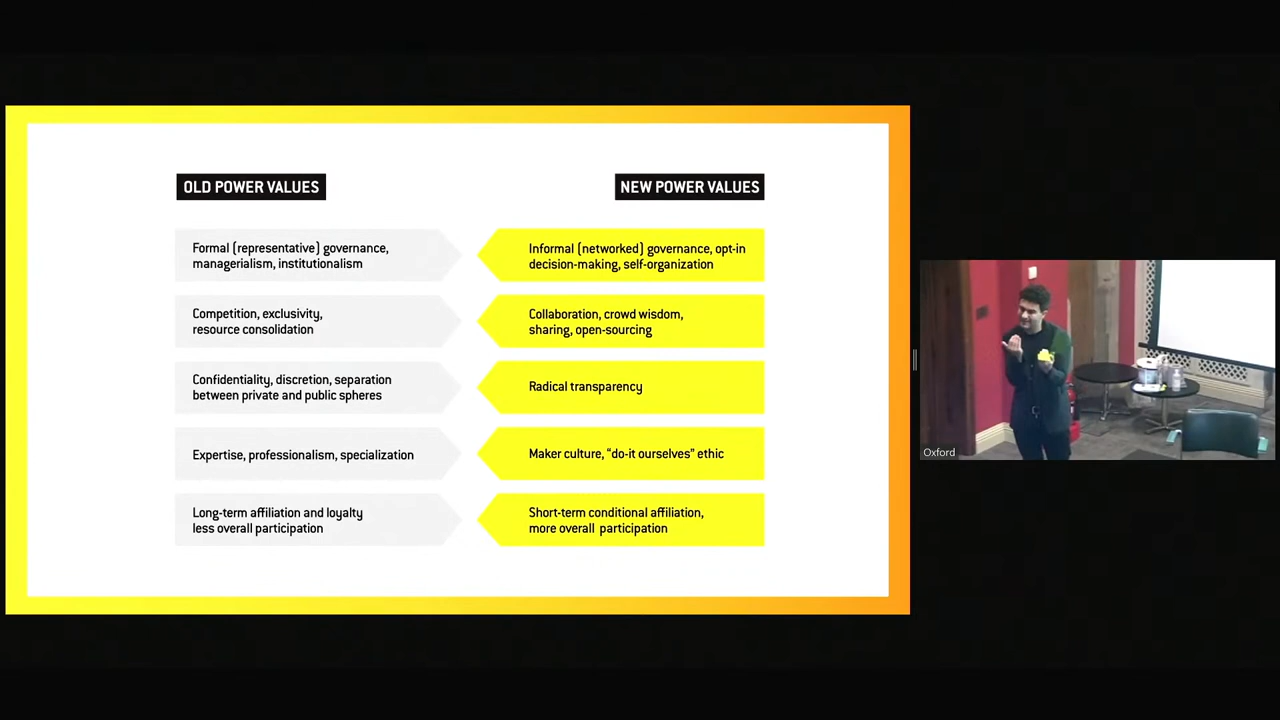 OLD POWER VALUES
NEW POWER VALUES
Formal (representative) governance,
managerialism, institutionalism
Informal (networked) governance, opt-in
decision-making, self-organization
Competition, exclusivity,
resource consolidation
Collaboration, crowd wisdom,
sharing, open-sourcing
Confidentiality, discretion, separation
between private and public spheres
Radical transparency
Expertise, professionalism, specialization
Maker culture, “do-it ourselves” ethic
Long-term affiliation and loyalty
less overall participation
Short-term conditional affiliation,
more overall participation
Oxford